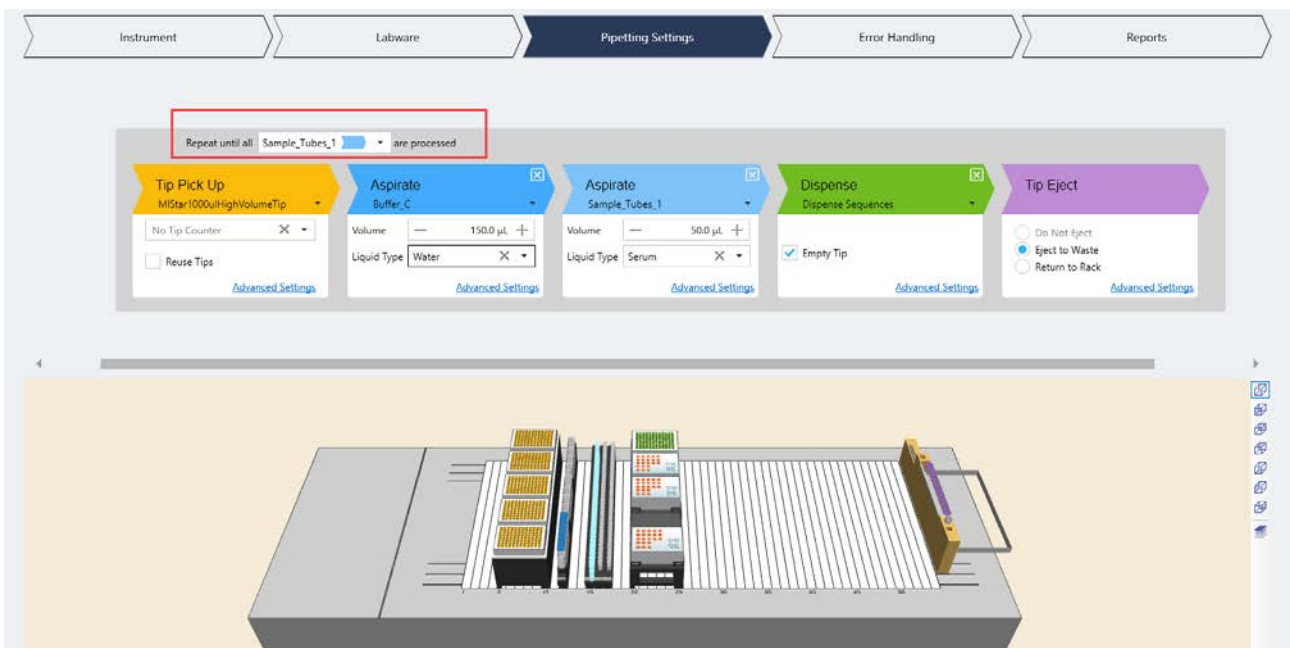 Instrument
Labware
Pipetting Settings
Error Handling
Reports
Repeat until all Sample_Tubes_1 are processed
Tip Pick Up
MlStar1000ulHighVolumeTip
No Tip Counter
Reuse Tips
Advanced Settings
Aspirate
Buffer_C
Volume 150.0 µL
Liquid Type Water
Advanced Settings
Aspirate
Sample_Tubes_1
Volume 50.0 µL
Liquid Type Serum
Advanced Settings
Dispense
Dispense Sequences
Empty Tip
Advanced Settings
Tip Eject
Do Not Eject
Eject to Waste
Return to Rack
Advanced Settings